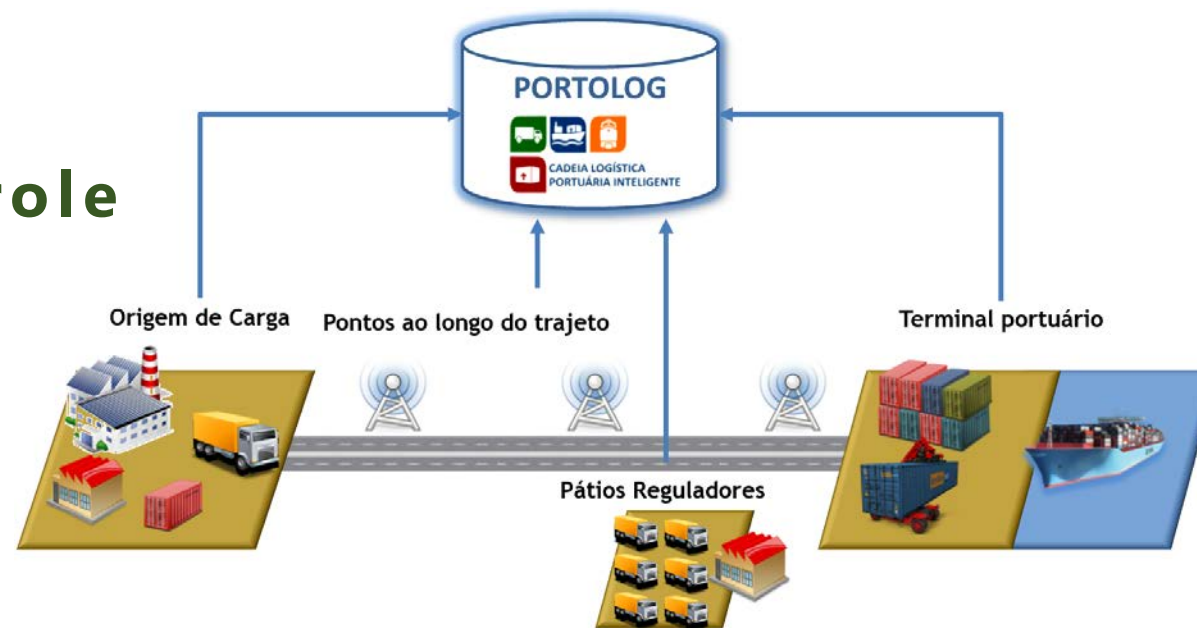 PORTOLOG
CADEIA LOGÍSTICA
PORTUÁRIA INTELIGENTE
role
Origem de Carga
Pontos ao longo do trajeto
Terminal portuário
Pátios Reguladores